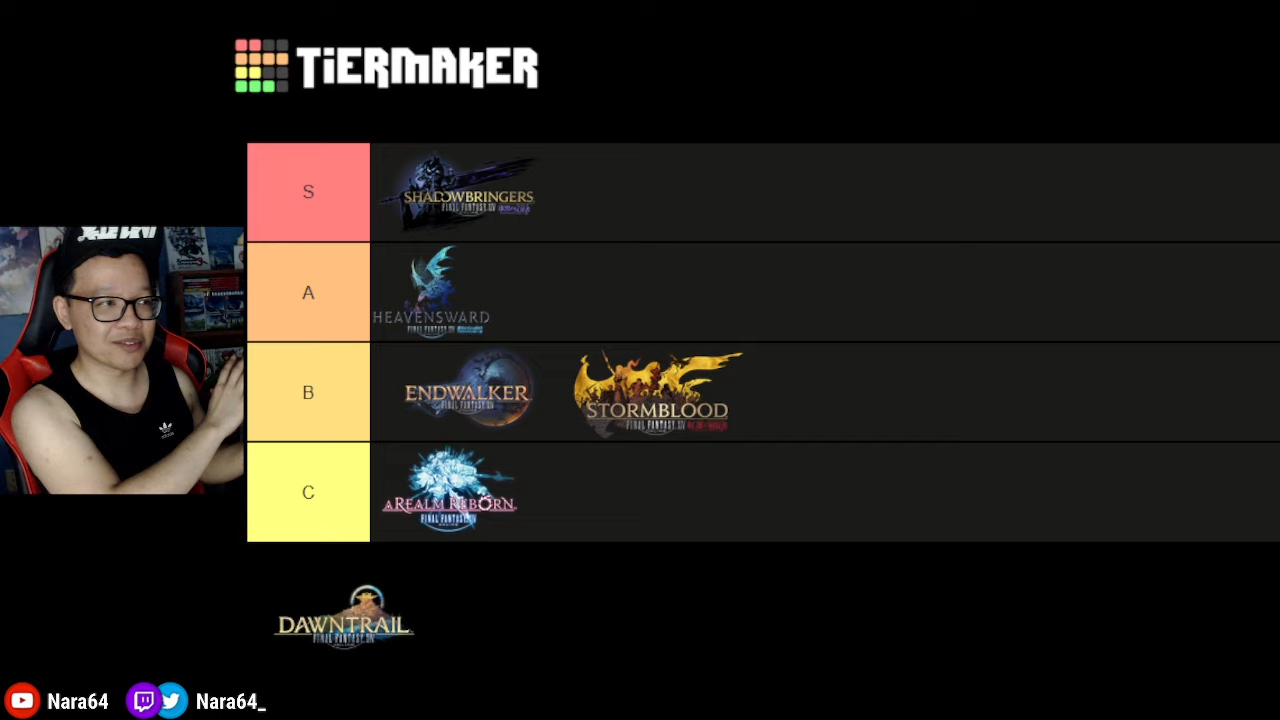 TiERMAKER
S
SHADOWBRINGERS
FINAL FANTASY XIV
A
HEAVENSWARD
FINAL FANTASY XIV
B
ENDWALKER
FINAL FANTASY XIV
STORMBLOOD
FINAL FANTASY XIV
C
A REALM REBORN
FINAL FANTASY XIV
DAWNTRAIL
FINAL FANTASY XIV
Nara64
Nara64_